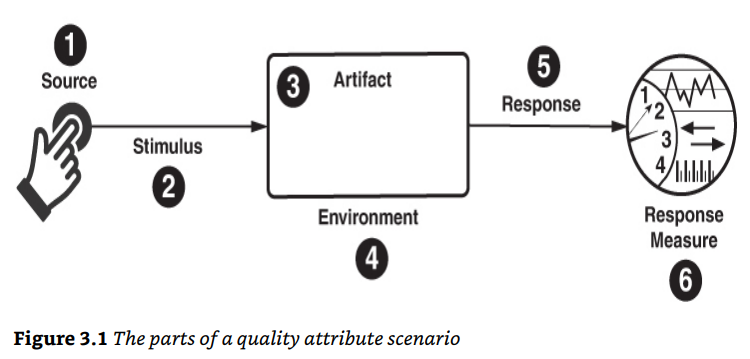 1
Source
Stimulus
2
3 Artifact
Environment
4
5
Response
1
2
3
4
Response
Measure
6
Figure 3.1 The parts of a quality attribute scenario